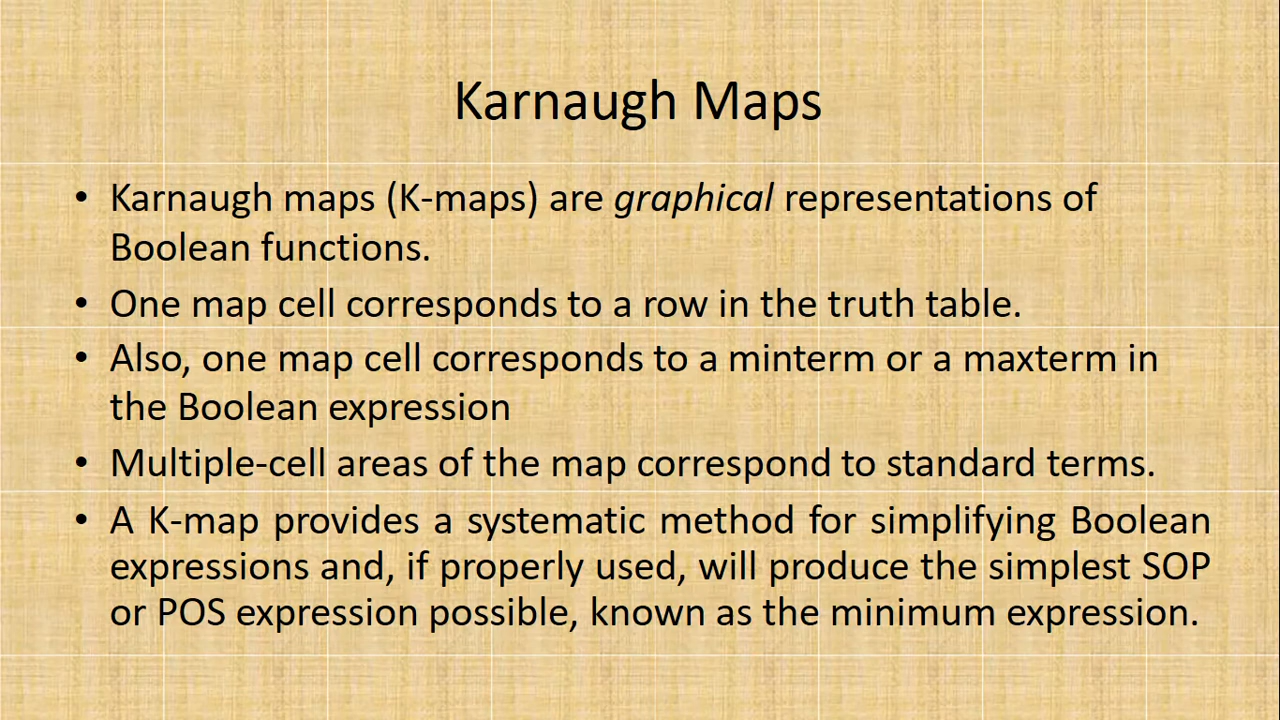 Karnaugh Maps
• Karnaugh maps (K-maps) are graphical representations of
Boolean functions.
• One map cell corresponds to a row in the truth table.
• Also, one map cell corresponds to a minterm or a maxterm in
the Boolean expression
• Multiple-cell areas of the map correspond to standard terms.
• A K-map provides a systematic method for simplifying Boolean
expressions and, if properly used, will produce the simplest SOP
or POS expression possible, known as the minimum expression.